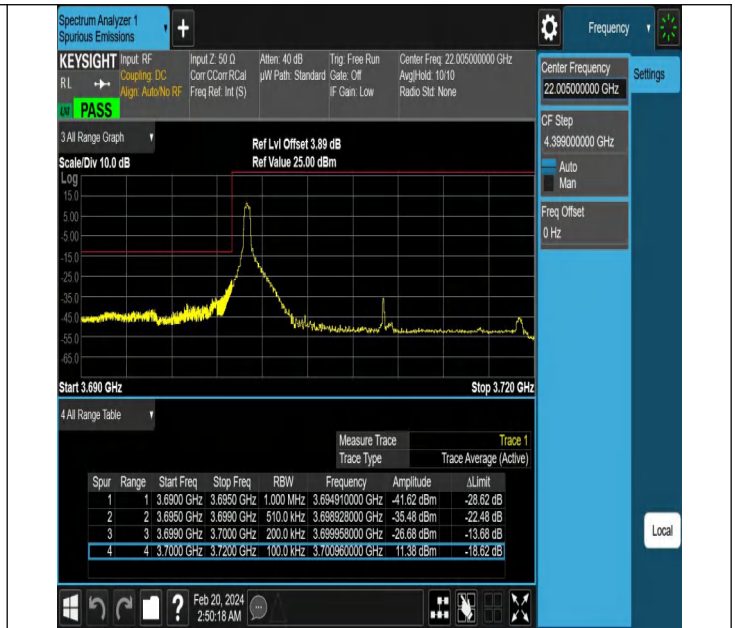 Spectrum Analyzer 1
Spurious Emissions
+
Frequency
KEYSIGHT Input: RF Input Z: 50 Ω Atten: 40 dB Trig: Free Run Center Freq: 22.005000000 GHz
RL Coupling: DC Corr CCorr RCal µW Path: Standard Gate: Off Avg|Hold: 10/10
Align: Auto/No RF Freq Ref: Int (S) IF Gain: Low Radio Std: None
PASS
Center Frequency
22.005000000 GHz
Settings
CF Step
4.399000000 GHz
Auto
Man
Freq Offset
0 Hz
3 All Range Graph
Ref Lvl Offset 3.89 dB
Scale/Div 10.0 dB Ref Value 25.00 dBm
Log
15.0
5.00
-5.00
-15.0
-25.0
-35.0
-45.0
-55.0
-65.0
Start 3.690 GHz Stop 3.720 GHz
4 All Range Table
Measure Trace Trace 1
Trace Type Trace Average (Active)
Spur Range Start Freq Stop Freq RBW Frequency Amplitude ΔLimit
1 1 3.6900 GHz 3.6950 GHz 1.000 MHz 3.694910000 GHz -41.62 dBm -28.62 dB
2 2 3.6950 GHz 3.6990 GHz 510.0 kHz 3.698928000 GHz -35.48 dBm -22.48 dB
3 3 3.6990 GHz 3.7000 GHz 200.0 kHz 3.699958000 GHz -26.68 dBm -13.68 dB
4 4 3.7000 GHz 3.7200 GHz 100.0 kHz 3.700960000 GHz 11.38 dBm -18.62 dB
Local
?
Feb 20, 2024
2:50:18 AM